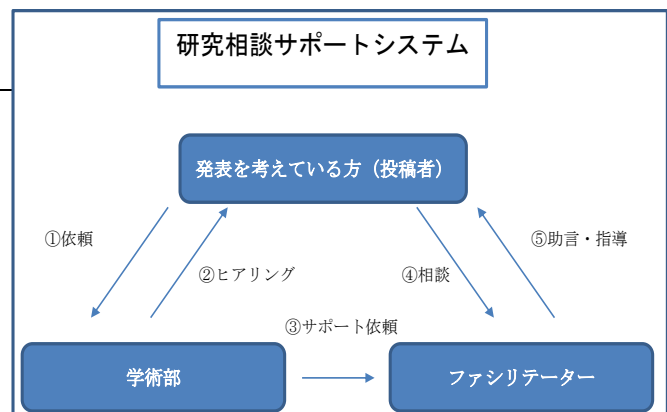 研究相談サポートシステム
発表を考えている方（投稿者）
①依頼
⑤助言・指導
②ヒアリング
④相談
③サポート依頼
学術部
ファシリテーター